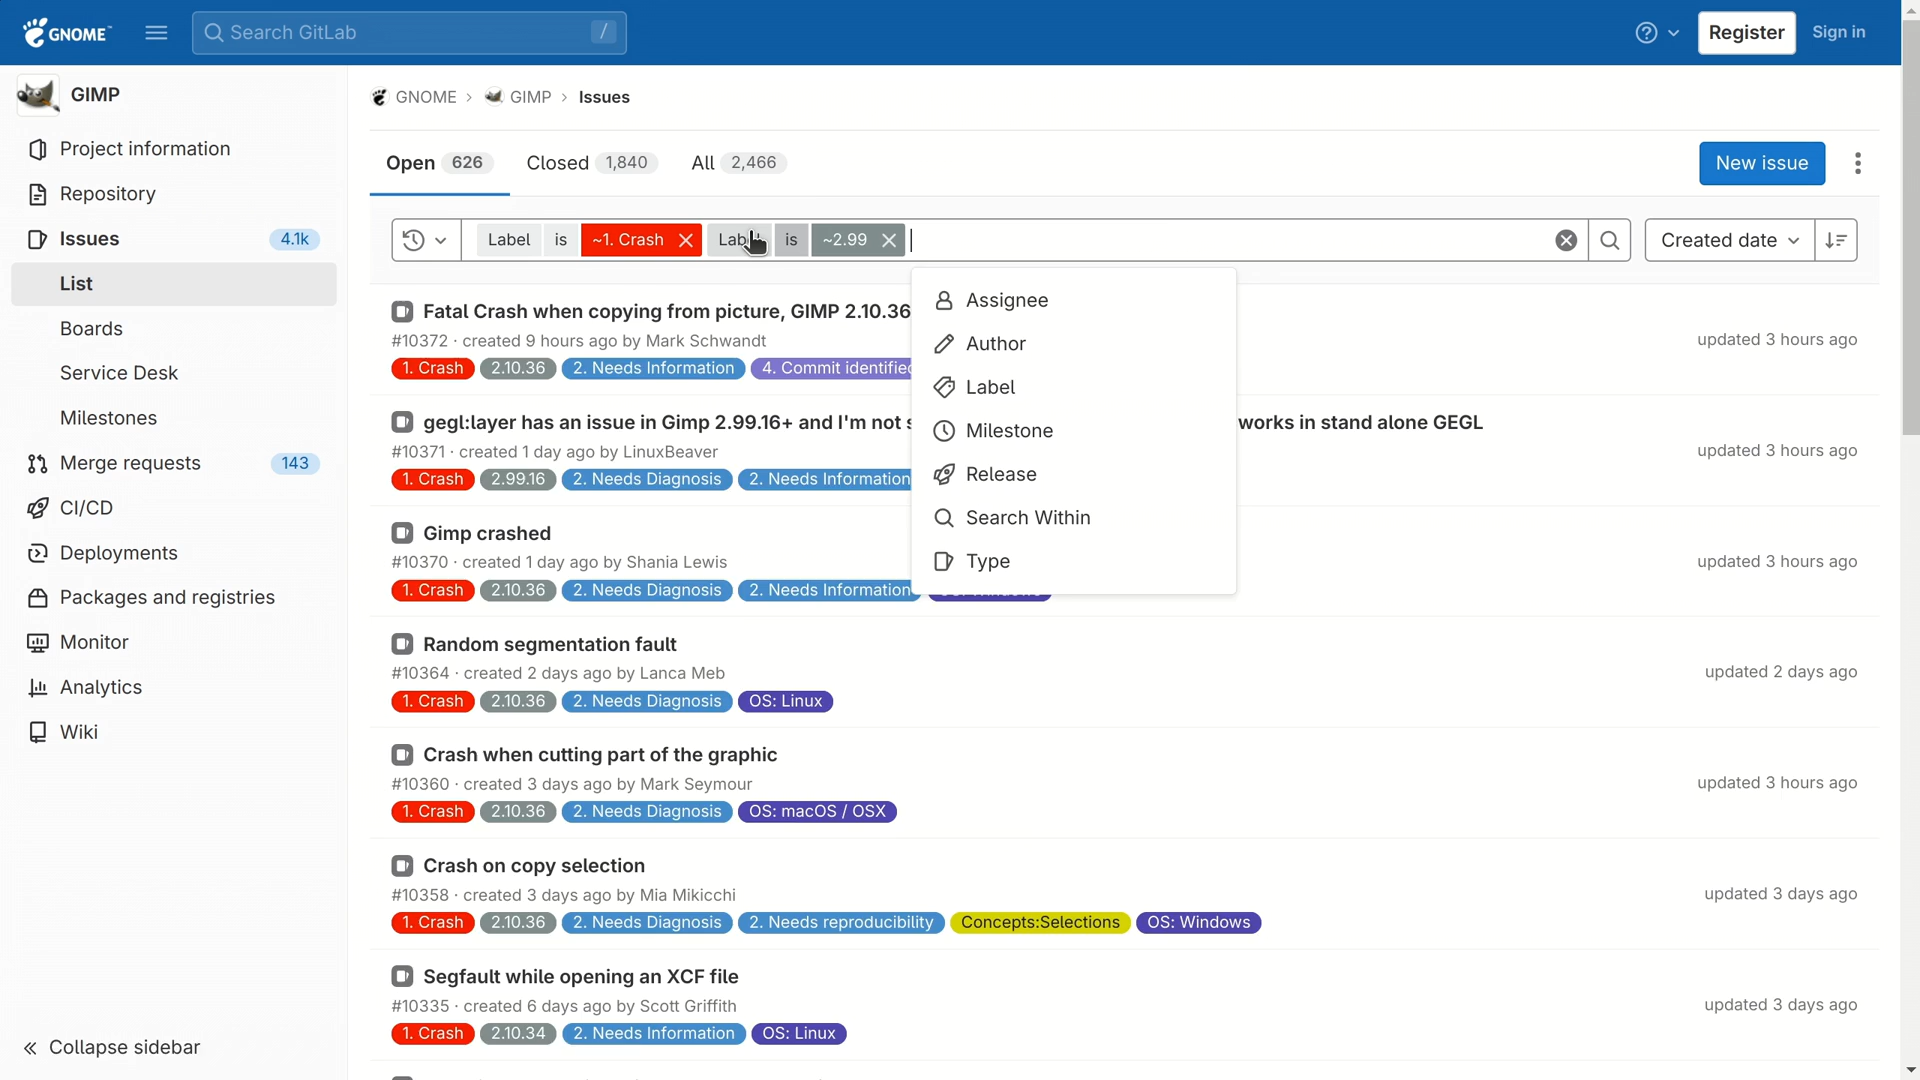 GNOME™
Search GitLab
/
Register
Sign in
GIMP
Project information
Repository
Issues
4.1k
List
Boards
Service Desk
Milestones
Merge requests
143
CI/CD
Deployments
Packages and registries
Monitor
Analytics
Wiki
Collapse sidebar
GNOME › GIMP › Issues
Open 626 Closed 1,840 All 2,466
New issue
Label is ~1. Crash Label is ~2.99
Created date
Assignee
Author
Label
Milestone
Release
Search Within
Type
Fatal Crash when copying from picture, GIMP 2.10.36
#10372 · created 9 hours ago by Mark Schwandt
updated 3 hours ago
1. Crash 2.10.36 2. Needs Information 4. Commit identified
gegl:layer has an issue in Gimp 2.99.16+ and I'm not works in stand alone GEGL
#10371 · created 1 day ago by LinuxBeaver
updated 3 hours ago
1. Crash 2.99.16 2. Needs Diagnosis 2. Needs Information
Gimp crashed
#10370 · created 1 day ago by Shania Lewis
updated 3 hours ago
1. Crash 2.10.36 2. Needs Diagnosis 2. Needs Information
Random segmentation fault
#10364 · created 2 days ago by Lanca Meb
updated 2 days ago
1. Crash 2.10.36 2. Needs Diagnosis OS: Linux
Crash when cutting part of the graphic
#10360 · created 3 days ago by Mark Seymour
updated 3 hours ago
1. Crash 2.10.36 2. Needs Diagnosis OS: macOS / OSX
Crash on copy selection
#10358 · created 3 days ago by Mia Mikicchi
updated 3 days ago
1. Crash 2.10.36 2. Needs Diagnosis 2. Needs reproducibility Concepts:Selections OS: Windows
Segfault while opening an XCF file
#10335 · created 6 days ago by Scott Griffith
updated 3 days ago
1. Crash 2.10.34 2. Needs Information OS: Linux